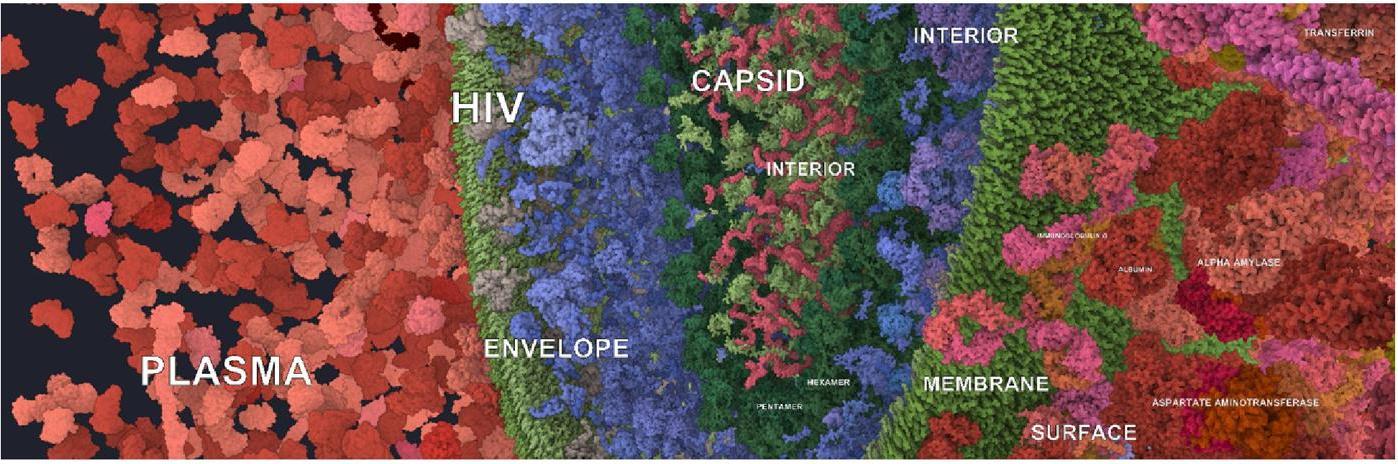 PLASMA
HIV
ENVELOPE
CAPSID
INTERIOR
HEXAMER
PENTAMER
INTERIOR
MEMBRANE
SURFACE
TRANSFERRIN
IMMUNOGLOBULIN G
ALBUMIN
ALPHA AMYLASE
ASPARTATE AMINOTRANSFERASE